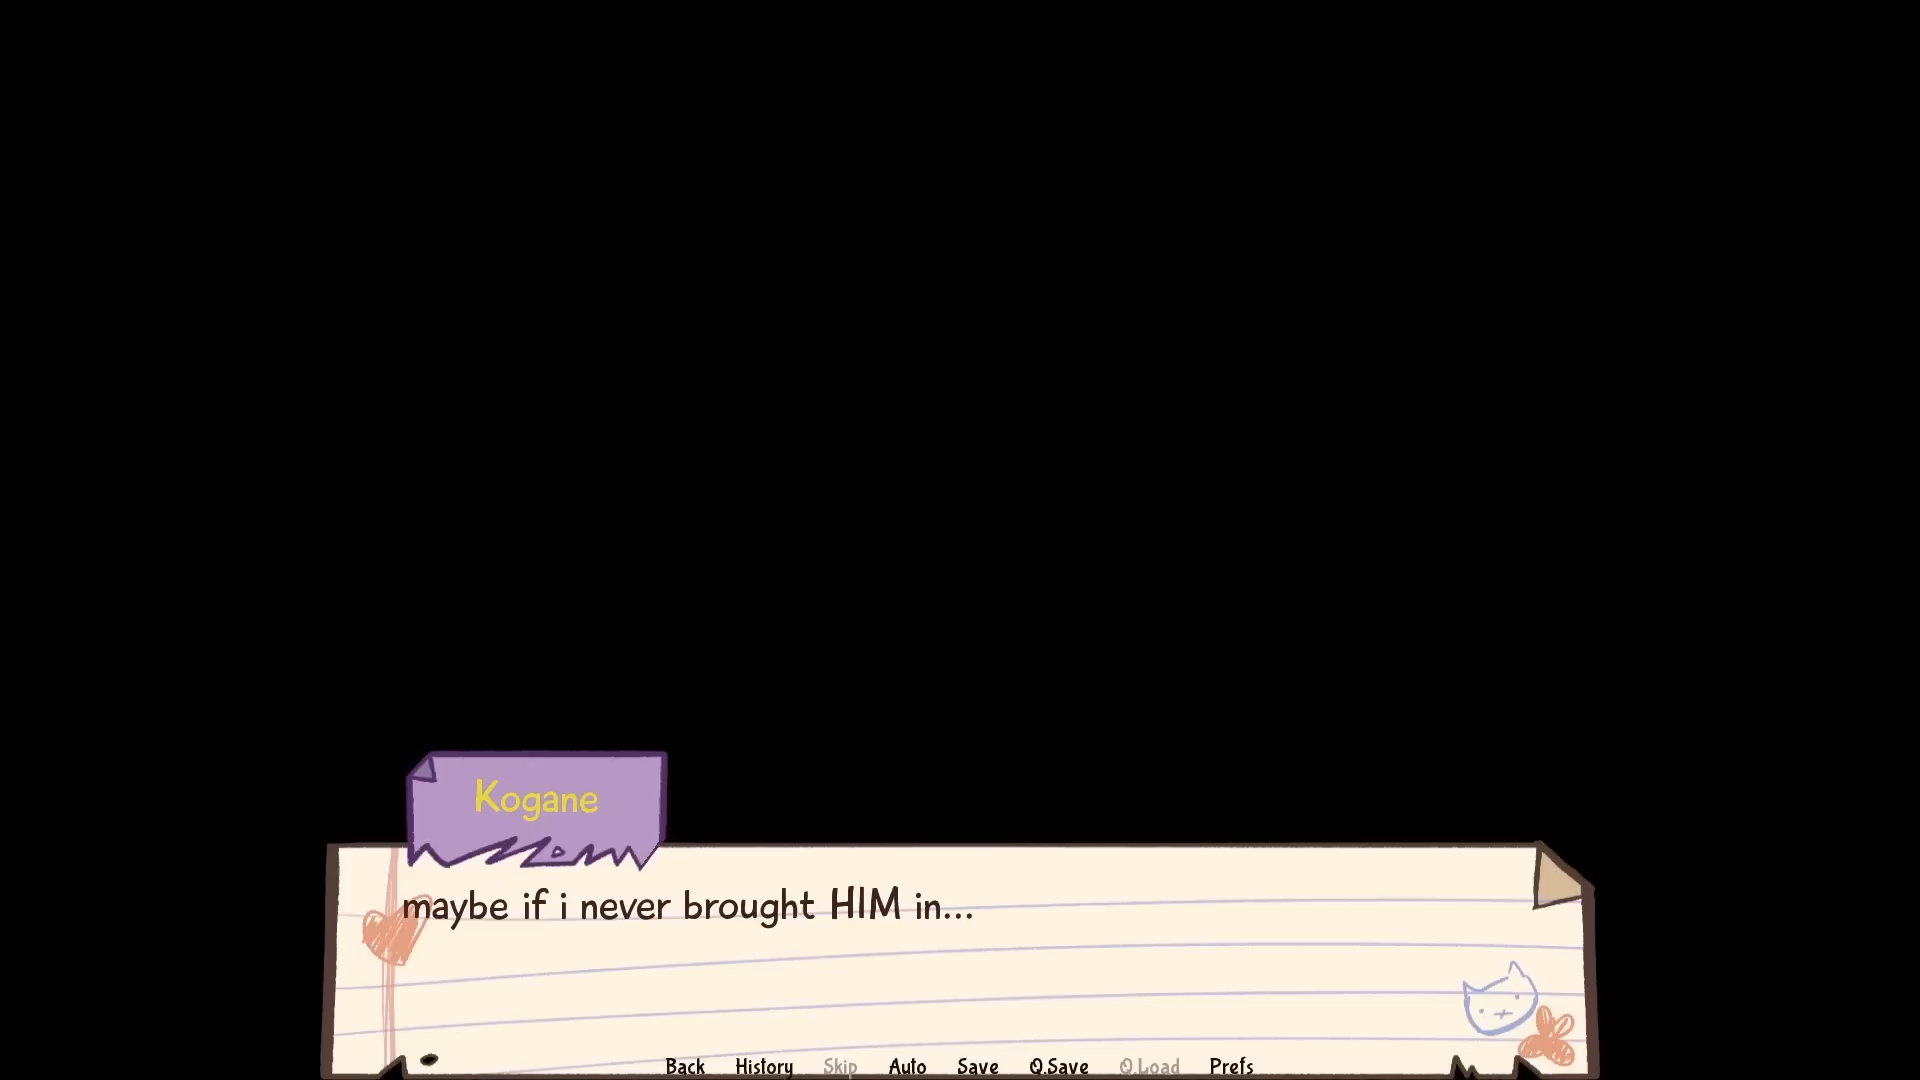 Kogane
maybe if i never brought HIM in...
Back History Skip Auto Save Q.Save Q.Load Prefs